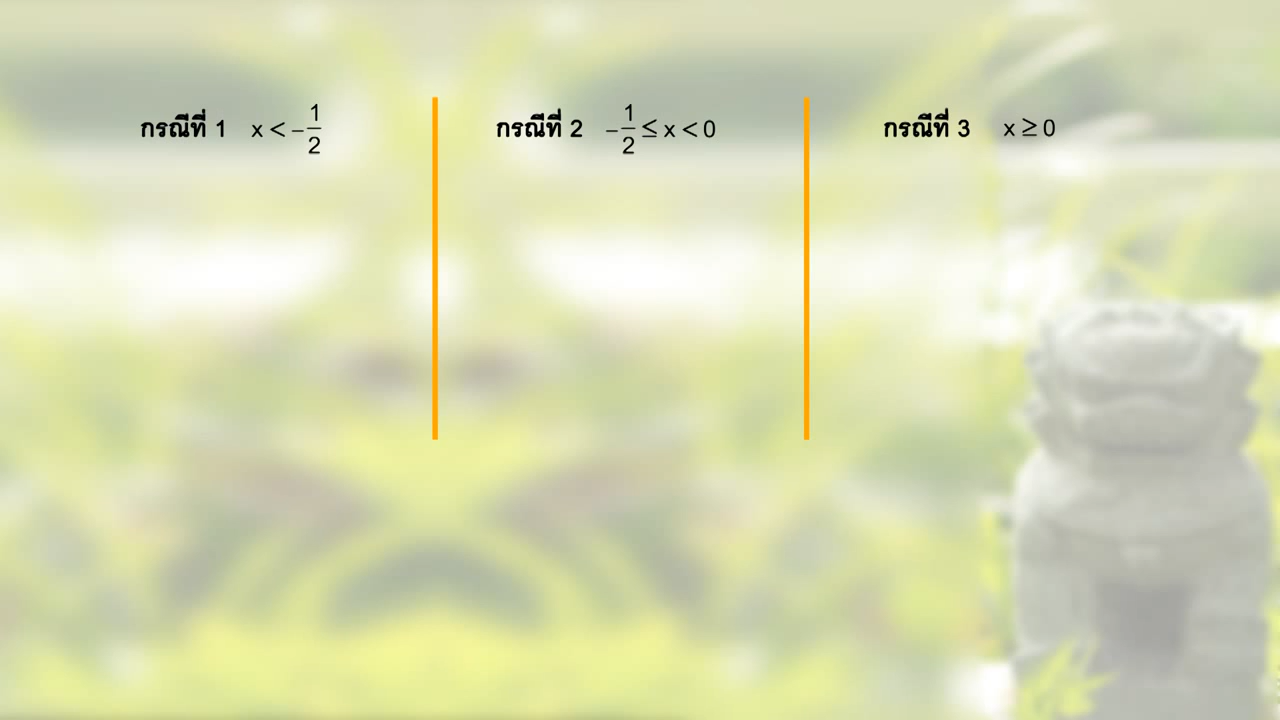 กรณีที่ 1 x < −1/2
กรณีที่ 2 −1/2 ≤ x < 0
กรณีที่ 3 x ≥ 0